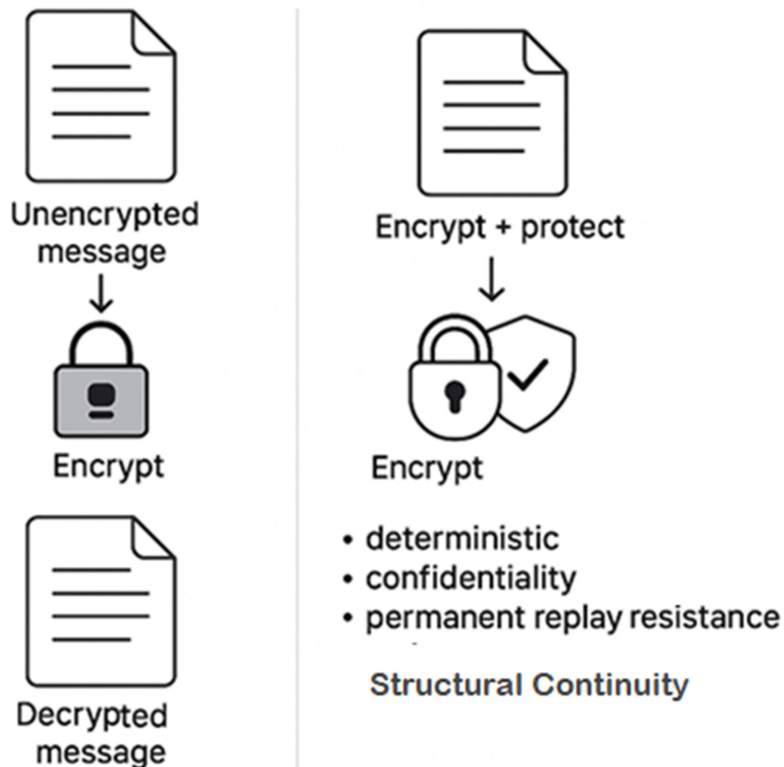 Unencrypted
message
Encrypt
Decrypted
message
Encrypt + protect
Encrypt
• deterministic
• confidentiality
• permanent replay resistance
Structural Continuity